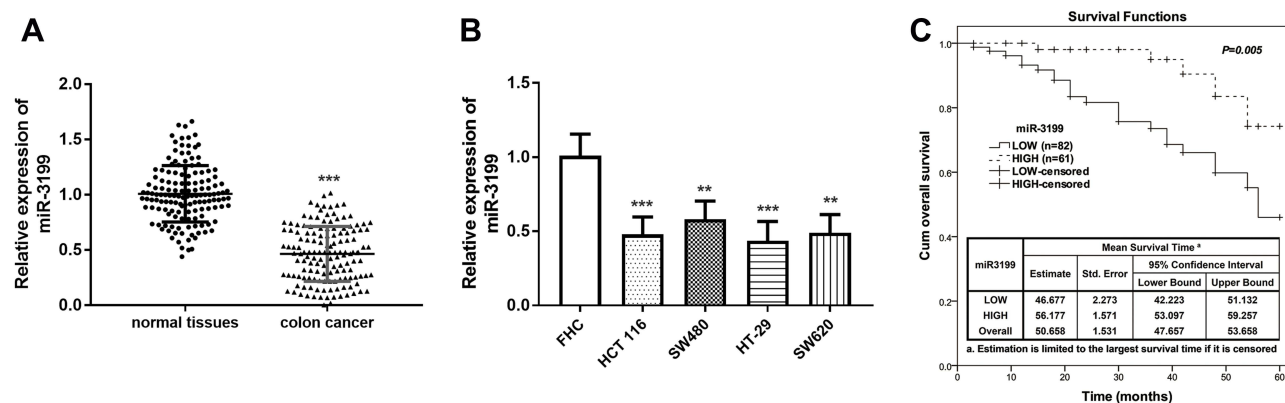 A
Relative expression of
miR-3199
2.0
1.5
1.0
0.5
0.0
***
normal tissues
colon cancer
B
Relative expression of
miR-3199
1.5
1.0
0.5
0.0
***
**
***
**
FHC
HCT 116
SW480
HT-29
SW620
C
Survival Functions
P=0.005
Cum overall survival
1.0
0.8
0.6
0.4
0.2
0.0
miR-3199
LOW (n=82)
HIGH (n=61)
LOW-censored
HIGH-censored
miR3199
Mean Survival Time a
Estimate
Std. Error
95% Confidence Interval
Lower Bound
Upper Bound
LOW 46.677 2.273 42.223 51.132
HIGH 56.177 1.571 53.097 59.257
Overall 50.658 1.531 47.657 53.658
a. Estimation is limited to the largest survival time if it is censored
0 10 20 30 40 50 60
Time (months)